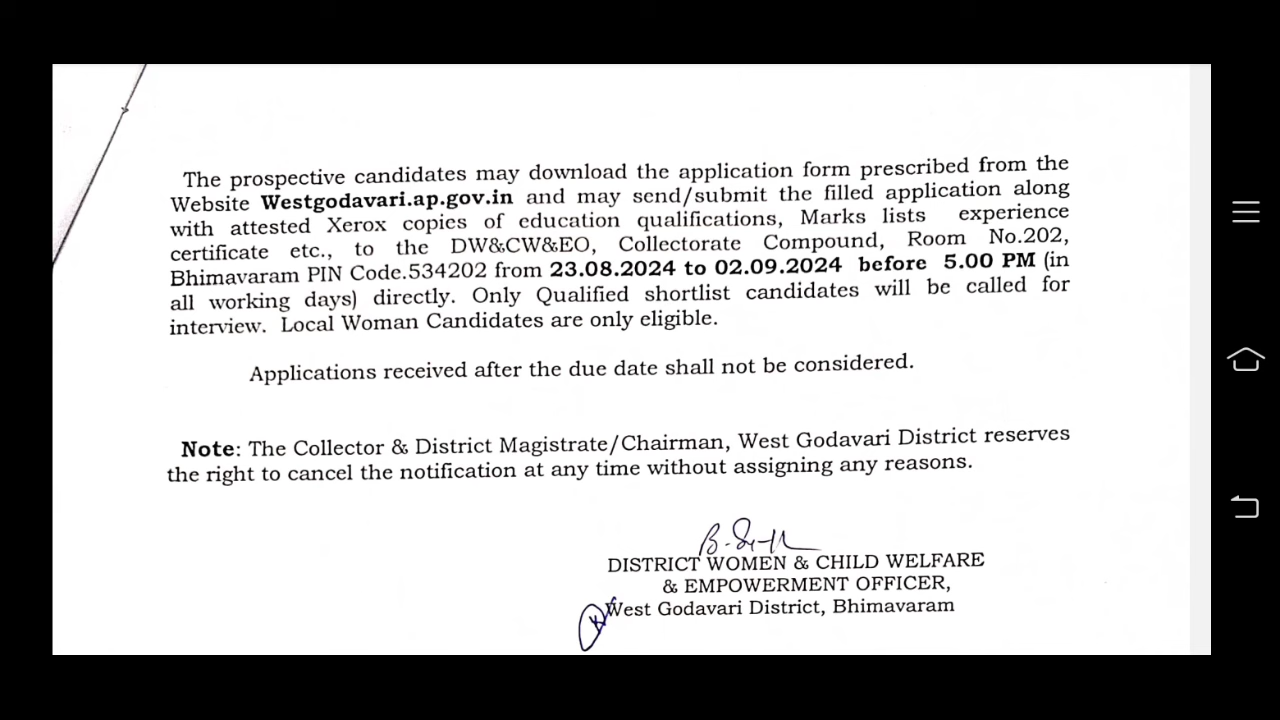 The prospective candidates may download the application form prescribed from the
Website Westgodavari.ap.gov.in and may send/submit the filled application along
with attested Xerox copies of education qualifications, Marks lists experience
certificate etc., to the DW&CW&EO, Collectorate Compound, Room No.202,
Bhimavaram PIN Code.534202 from 23.08.2024 to 02.09.2024 before 5.00 PM (in
all working days) directly. Only Qualified shortlist candidates will be called for
interview. Local Woman Candidates are only eligible.
Applications received after the due date shall not be considered.
Note: The Collector & District Magistrate/Chairman, West Godavari District reserves
the right to cancel the notification at any time without assigning any reasons.
DISTRICT WOMEN & CHILD WELFARE
& EMPOWERMENT OFFICER,
West Godavari District, Bhimavaram